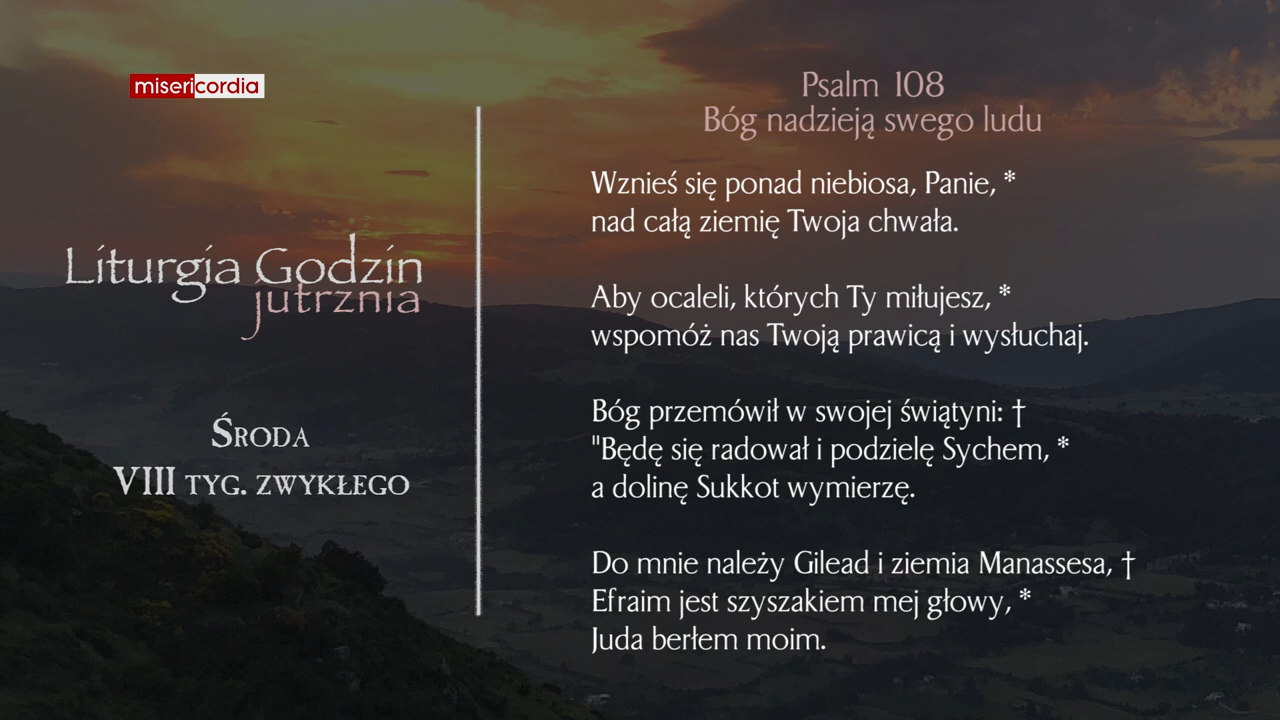 misericordia
Liturgia Godzin
jutrznia
Środa
VIII tyg. zwykłego
Psalm 108
Bóg nadzieją swego ludu
Wznieś się ponad niebiosa, Panie, *
nad całą ziemię Twoja chwała.
Aby ocaleli, których Ty miłujesz, *
wspomóż nas Twoją prawicą i wysłuchaj.
Bóg przemówił w swojej świątyni: †
"Będę się radował i podzielę Sychem, *
a dolinę Sukkot wymierzę.
Do mnie należy Gilead i ziemia Manassesa, †
Efraim jest szyszakiem mej głowy, *
Juda berłem moim.